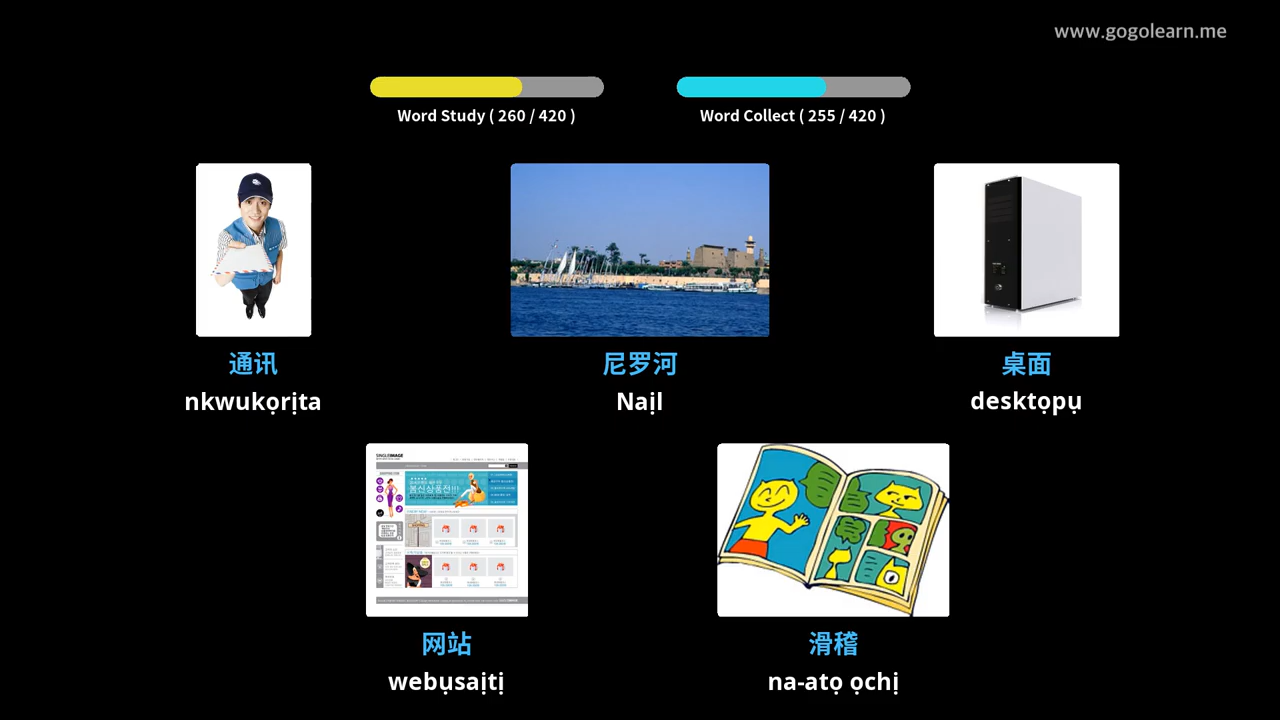 www.gogolearn.me
Word Study ( 260 / 420 )
Word Collect ( 255 / 420 )
通讯
nkwukọrịta
尼罗河
Naịl
桌面
desktọpụ
网站
webụsaịtị
滑稽
na-atọ ọchị